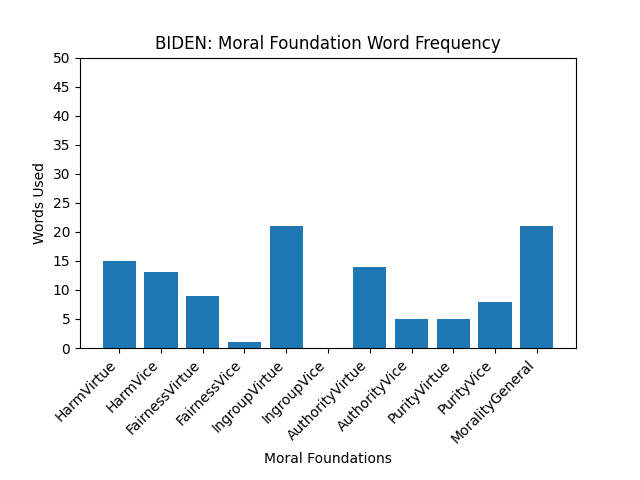 BIDEN: Moral Foundation Word Frequency
50
45
40
35
30
25
20
15
10
5
0
Words Used
HarmVirtue
HarmVice
FairnessVirtue
FairnessVice
IngroupVirtue
IngroupVice
AuthorityVirtue
AuthorityVice
PurityVirtue
PurityVice
MoralityGeneral
Moral Foundations